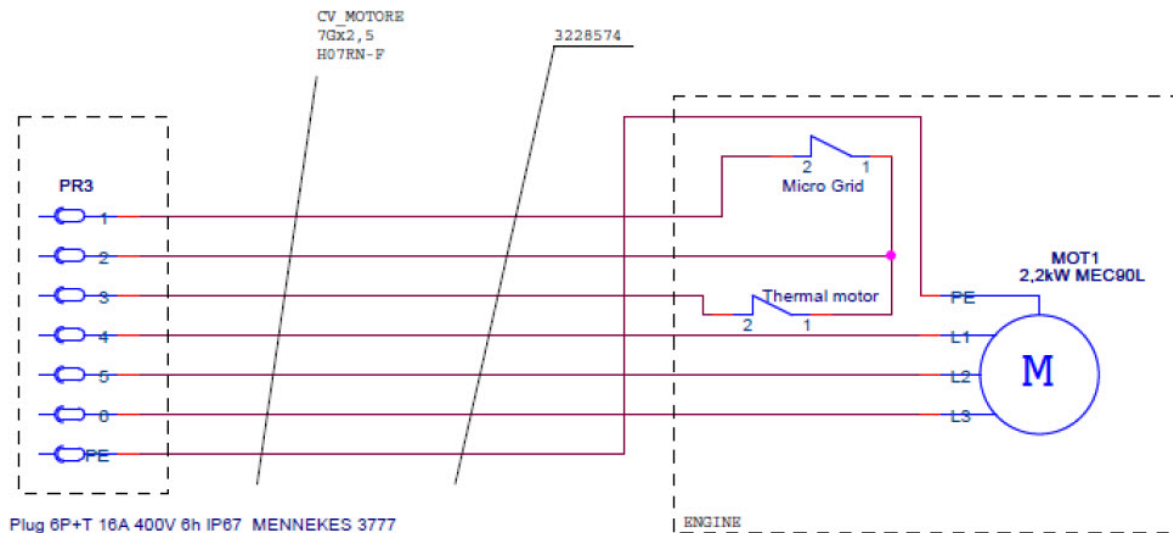 CV_MOTORE
7Gx2,5
H07RN-F
3228574
PR3
1
2
3
4
5
6
PE
2 1
Micro Grid
Thermal motor
2 1
MOT1
2,2kW MEC90L
PE
L1
L2
L3
M
Plug 6P+T 16A 400V 6h IP67 MENNEKES 3777
ENGINE